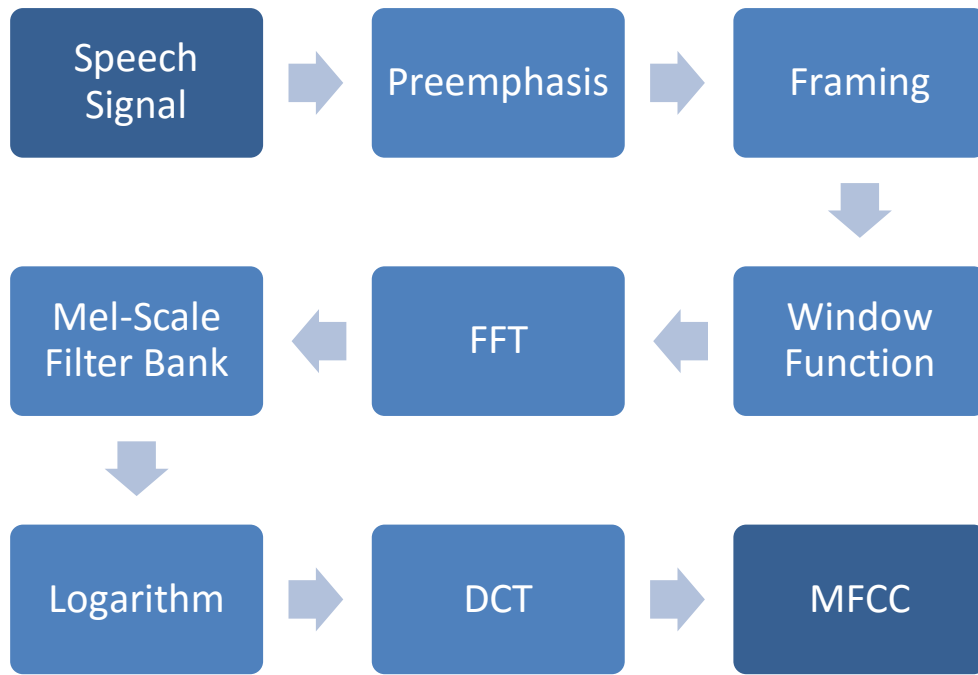 Speech
Signal
Preemphasis
Framing
Window
Function
FFT
Mel-Scale
Filter Bank
Logarithm
DCT
MFCC